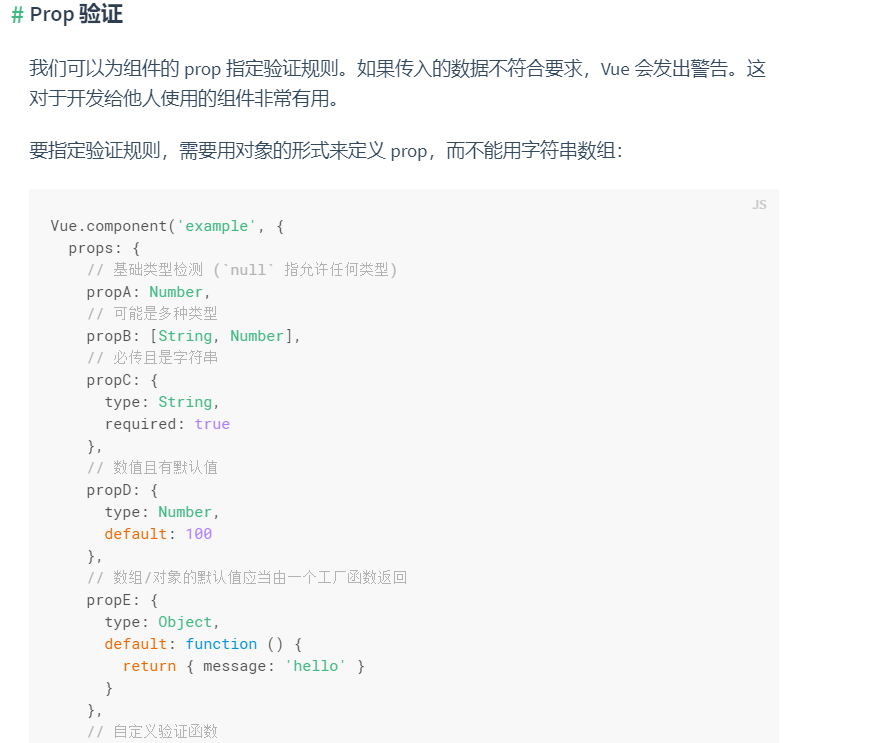 # Prop 验证
我们可以为组件的 prop 指定验证规则。如果传入的数据不符合要求，Vue 会发出警告。这
对于开发给他人使用的组件非常有用。
要指定验证规则，需要用对象的形式来定义 prop，而不能用字符串数组：
JS
Vue.component('example', {
  props: {
    // 基础类型检测 (`null` 指允许任何类型)
    propA: Number,
    // 可能是多种类型
    propB: [String, Number],
    // 必传且是字符串
    propC: {
      type: String,
      required: true
    },
    // 数值且有默认值
    propD: {
      type: Number,
      default: 100
    },
    // 数组/对象的默认值应当由一个工厂函数返回
    propE: {
      type: Object,
      default: function () {
        return { message: 'hello' }
      }
    },
    // 自定义验证函数